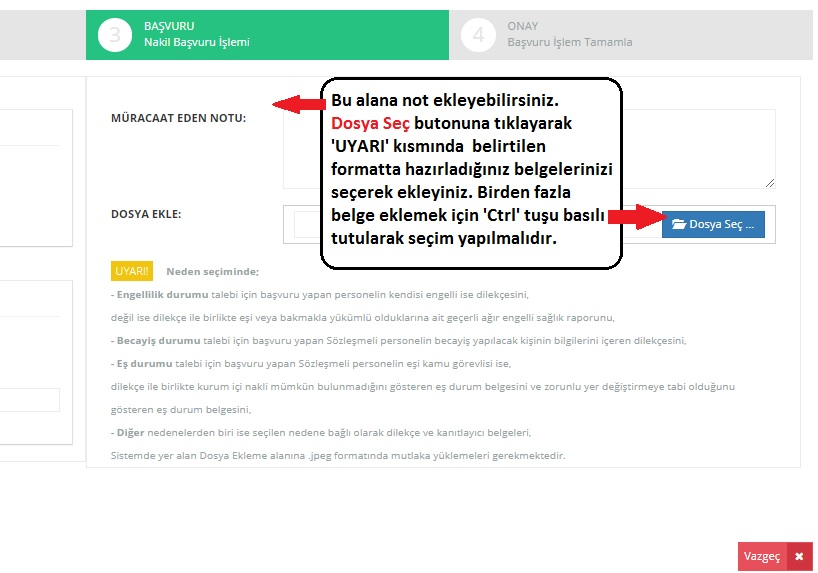 3
BAŞVURU
Nakil Başvuru İşlemi
4
ONAY
Başvuru İşlem Tamamla
MÜRACAAT EDEN NOTU:
Bu alana not ekleyebilirsiniz.
Dosya Seç butonuna tıklayarak
'UYARI' kısmında belirtilen
formatta hazırladığınız belgelerinizi
seçerek ekleyiniz. Birden fazla
belge eklemek için 'Ctrl' tuşu basılı
tutularak seçim yapılmalıdır.
DOSYA EKLE:
Dosya Seç ...
UYARI! Neden seçiminde;
- Engellilik durumu talebi için başvuru yapan personelin kendisi engelli ise dilekçesini,
değil ise dilekçe ile birlikte eşi veya bakmakla yükümlü olduklarına ait geçerli ağır engelli sağlık raporunu,
- Becayiş durumu talebi için başvuru yapan Sözleşmeli personelin becayiş yapılacak kişinin bilgilerini içeren dilekçesini,
- Eş durumu talebi için başvuru yapan Sözleşmeli personelin eşi kamu görevlisi ise,
dilekçe ile birlikte kurum içi nakli mümkün bulunmadığını gösteren eş durum belgesini ve zorunlu yer değiştirmeye tabi olduğunu
gösteren eş durum belgesini,
- Diğer nedenelerden biri ise seçilen nedene bağlı olarak dilekçe ve kanıtlayıcı belgeleri,
Sistemde yer alan Dosya Ekleme alanına .jpeg formatında mutlaka yüklemeleri gerekmektedir.
Vazgeç ✖